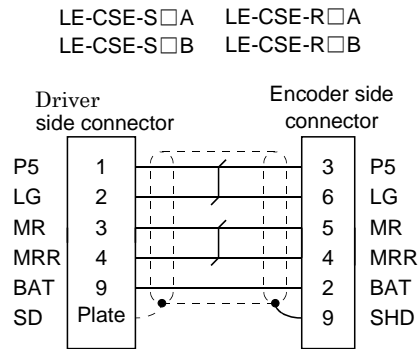 LE-CSE-S□A LE-CSE-R□A
LE-CSE-S□B LE-CSE-R□B
Driver side connector
Encoder side connector
P5 1 3 P5
LG 2 6 LG
MR 3 5 MR
MRR 4 4 MRR
BAT 9 2 BAT
SD Plate 9 SHD